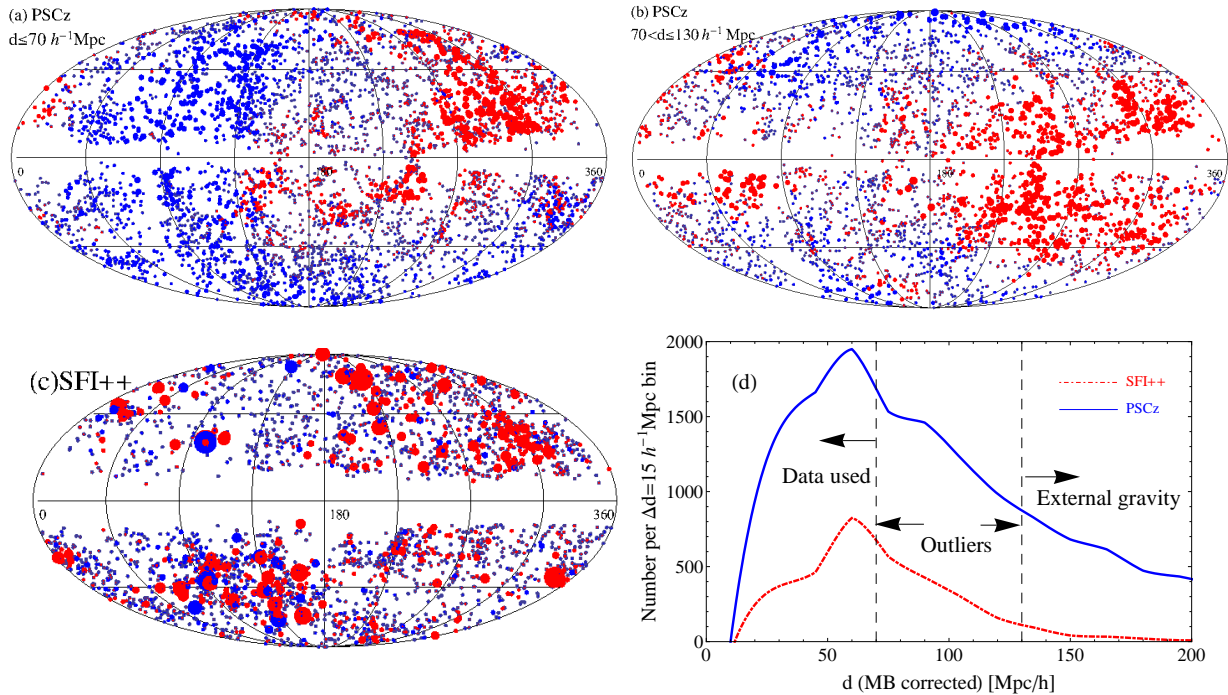 (a) PSCz
d≤70 h⁻¹Mpc
0
180
360
(b) PSCz
70<d≤130 h⁻¹ Mpc
0
180
360
(c)SFI++
0
180
360
(d)
SFI++
PSCz
Data used
Outliers
External gravity
Number per Δd=15 h⁻¹Mpc bin
2000
1500
1000
500
0
0 50 100 150 200
d (MB corrected) [Mpc/h]